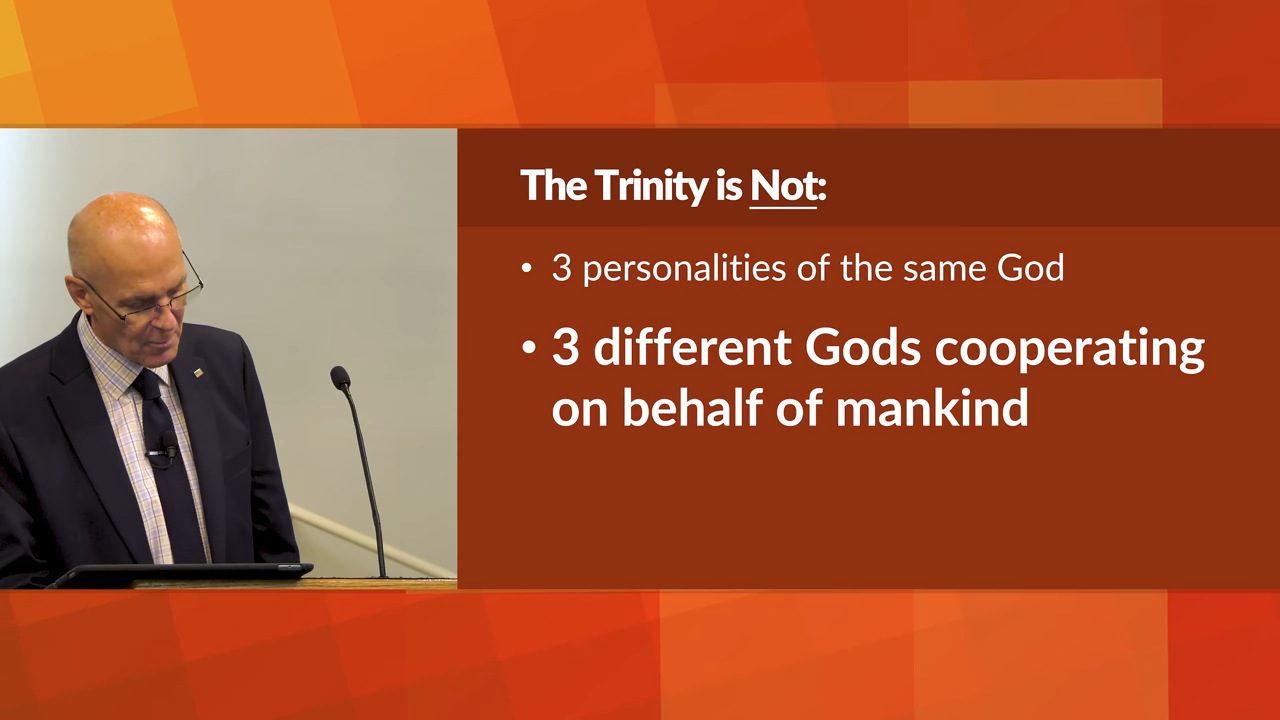 The Trinity is Not:
• 3 personalities of the same God
• 3 different Gods cooperating
on behalf of mankind